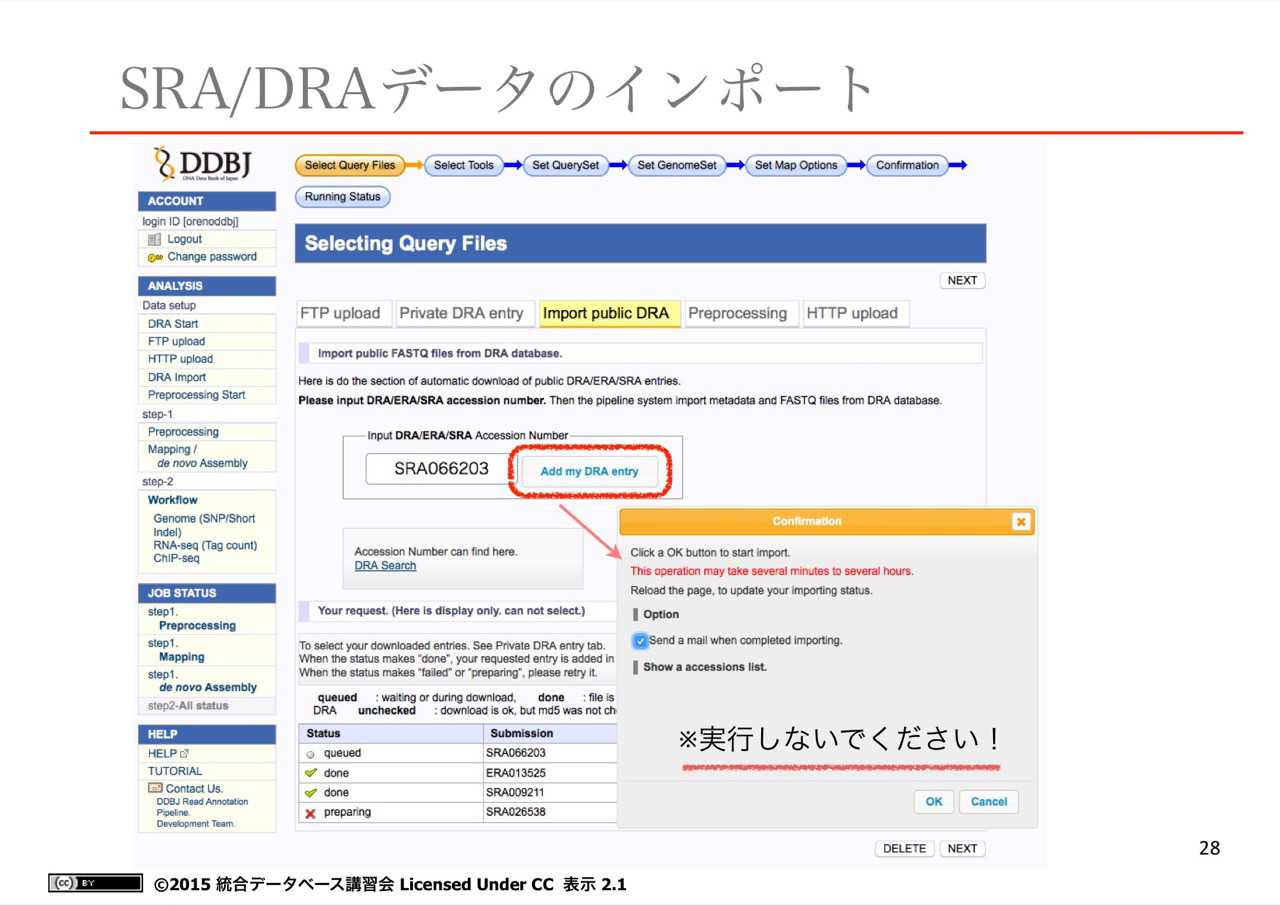 SRA/DRAデータのインポート
DDBJ
DNA Data Bank of Japan
Select Query Files
Select Tools
Set QuerySet
Set GenomeSet
Set Map Options
Confirmation
Running Status
ACCOUNT
login ID [orenoddbj]
Logout
Change password
ANALYSIS
Data setup
DRA Start
FTP upload
HTTP upload
DRA Import
Preprocessing Start
step-1
Preprocessing
Mapping /
de novo Assembly
step-2
Workflow
Genome (SNP/Short
Indel)
RNA-seq (Tag count)
ChIP-seq
JOB STATUS
step1.
Preprocessing
step1.
Mapping
step1.
de novo Assembly
step2-All status
HELP
HELP
TUTORIAL
Contact Us.
DDBJ Read Annotation
Pipeline.
Development Team.
Selecting Query Files
NEXT
FTP upload
Private DRA entry
Import public DRA
Preprocessing
HTTP upload
Import public FASTQ files from DRA database.
Here is do the section of automatic download of public DRA/ERA/SRA entries.
Please input DRA/ERA/SRA accession number. Then the pipeline system import metadata and FASTQ files from DRA database.
Input DRA/ERA/SRA Accession Number
SRA066203
Add my DRA entry
Accession Number can find here.
DRA Search
Your request. (Here is display only. can not select.)
To select your downloaded entries. See Private DRA entry tab.
When the status makes "done", your requested entry is added in
When the status makes "failed" or "preparing", please retry it.
queued : waiting or during download, done : file is
DRA unchecked : download is ok, but md5 was not che
Status Submission
queued SRA066203
done ERA013525
done SRA009211
preparing SRA026538
Confirmation
Click a OK button to start import.
This operation may take several minutes to several hours.
Reload the page, to update your importing status.
Option
Send a mail when completed importing.
Show a accessions list.
※実行しないでください！
OK
Cancel
DELETE
NEXT
28
CC BY
©2015 統合データベース講習会 Licensed Under CC 表示 2.1